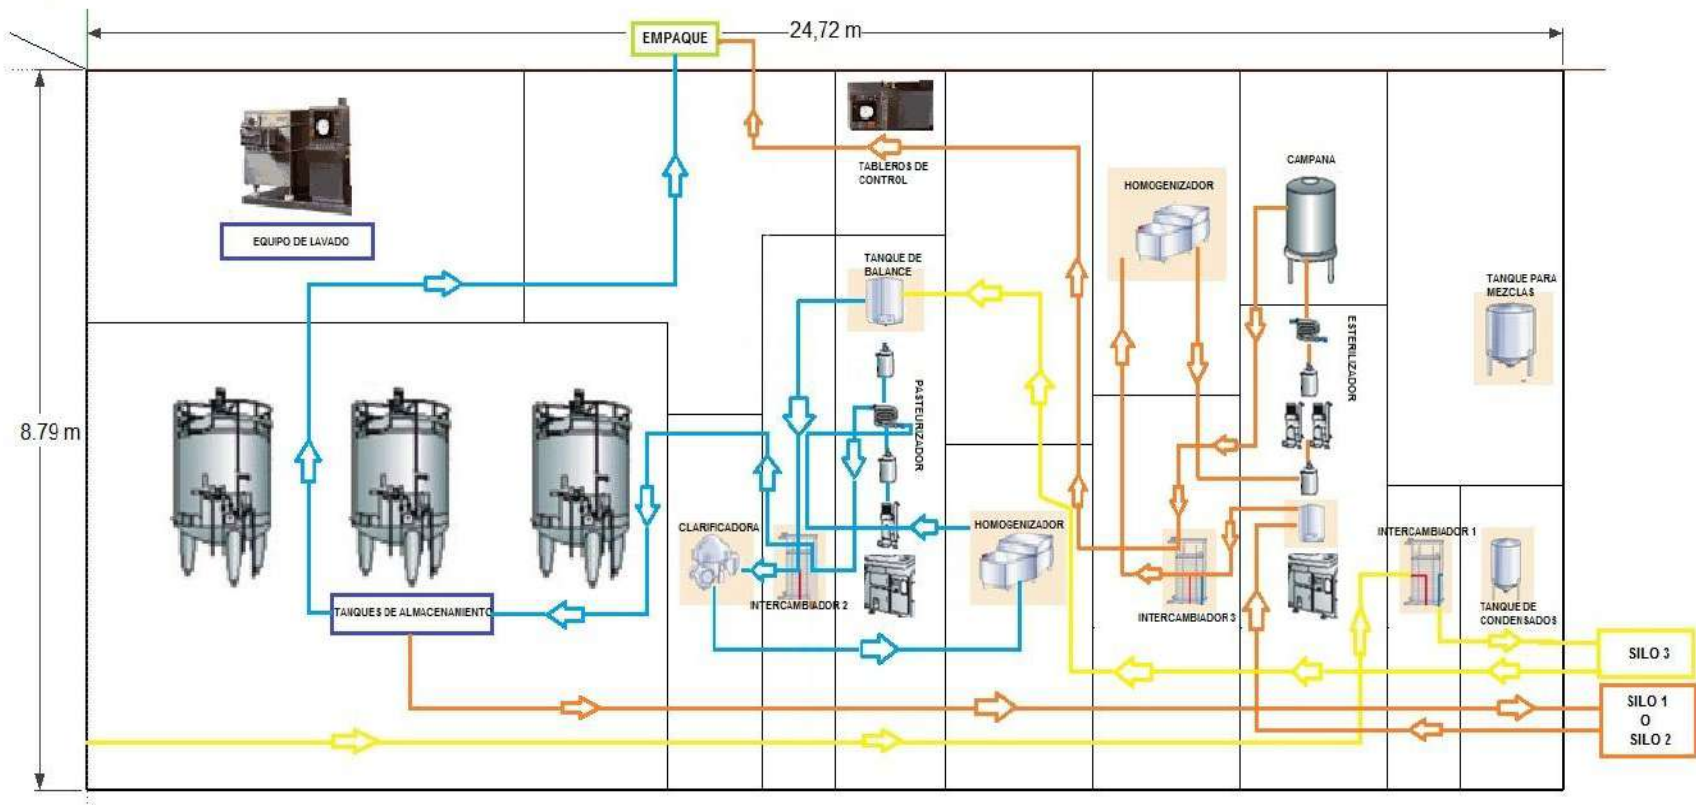 24,72 m
EMPAQUE
8.79 m
EQUIPO DE LAVADO
TABLEROS DE
CONTROL
TANQUE DE
BALANCE
HOMOGENIZADOR
CAMPANA
TANQUE PARA
MEZCLAS
ESTERILIZADOR
PASTEURIZADOR
CLARIFICADORA
HOMOGENIZADOR
INTERCAMBIADOR 1
INTERCAMBIADOR 2
INTERCAMBIADOR 3
TANQUE DE
CONDENSADOS
TANQUES DE ALMACENAMIENTO
SILO 3
SILO 1
O
SILO 2